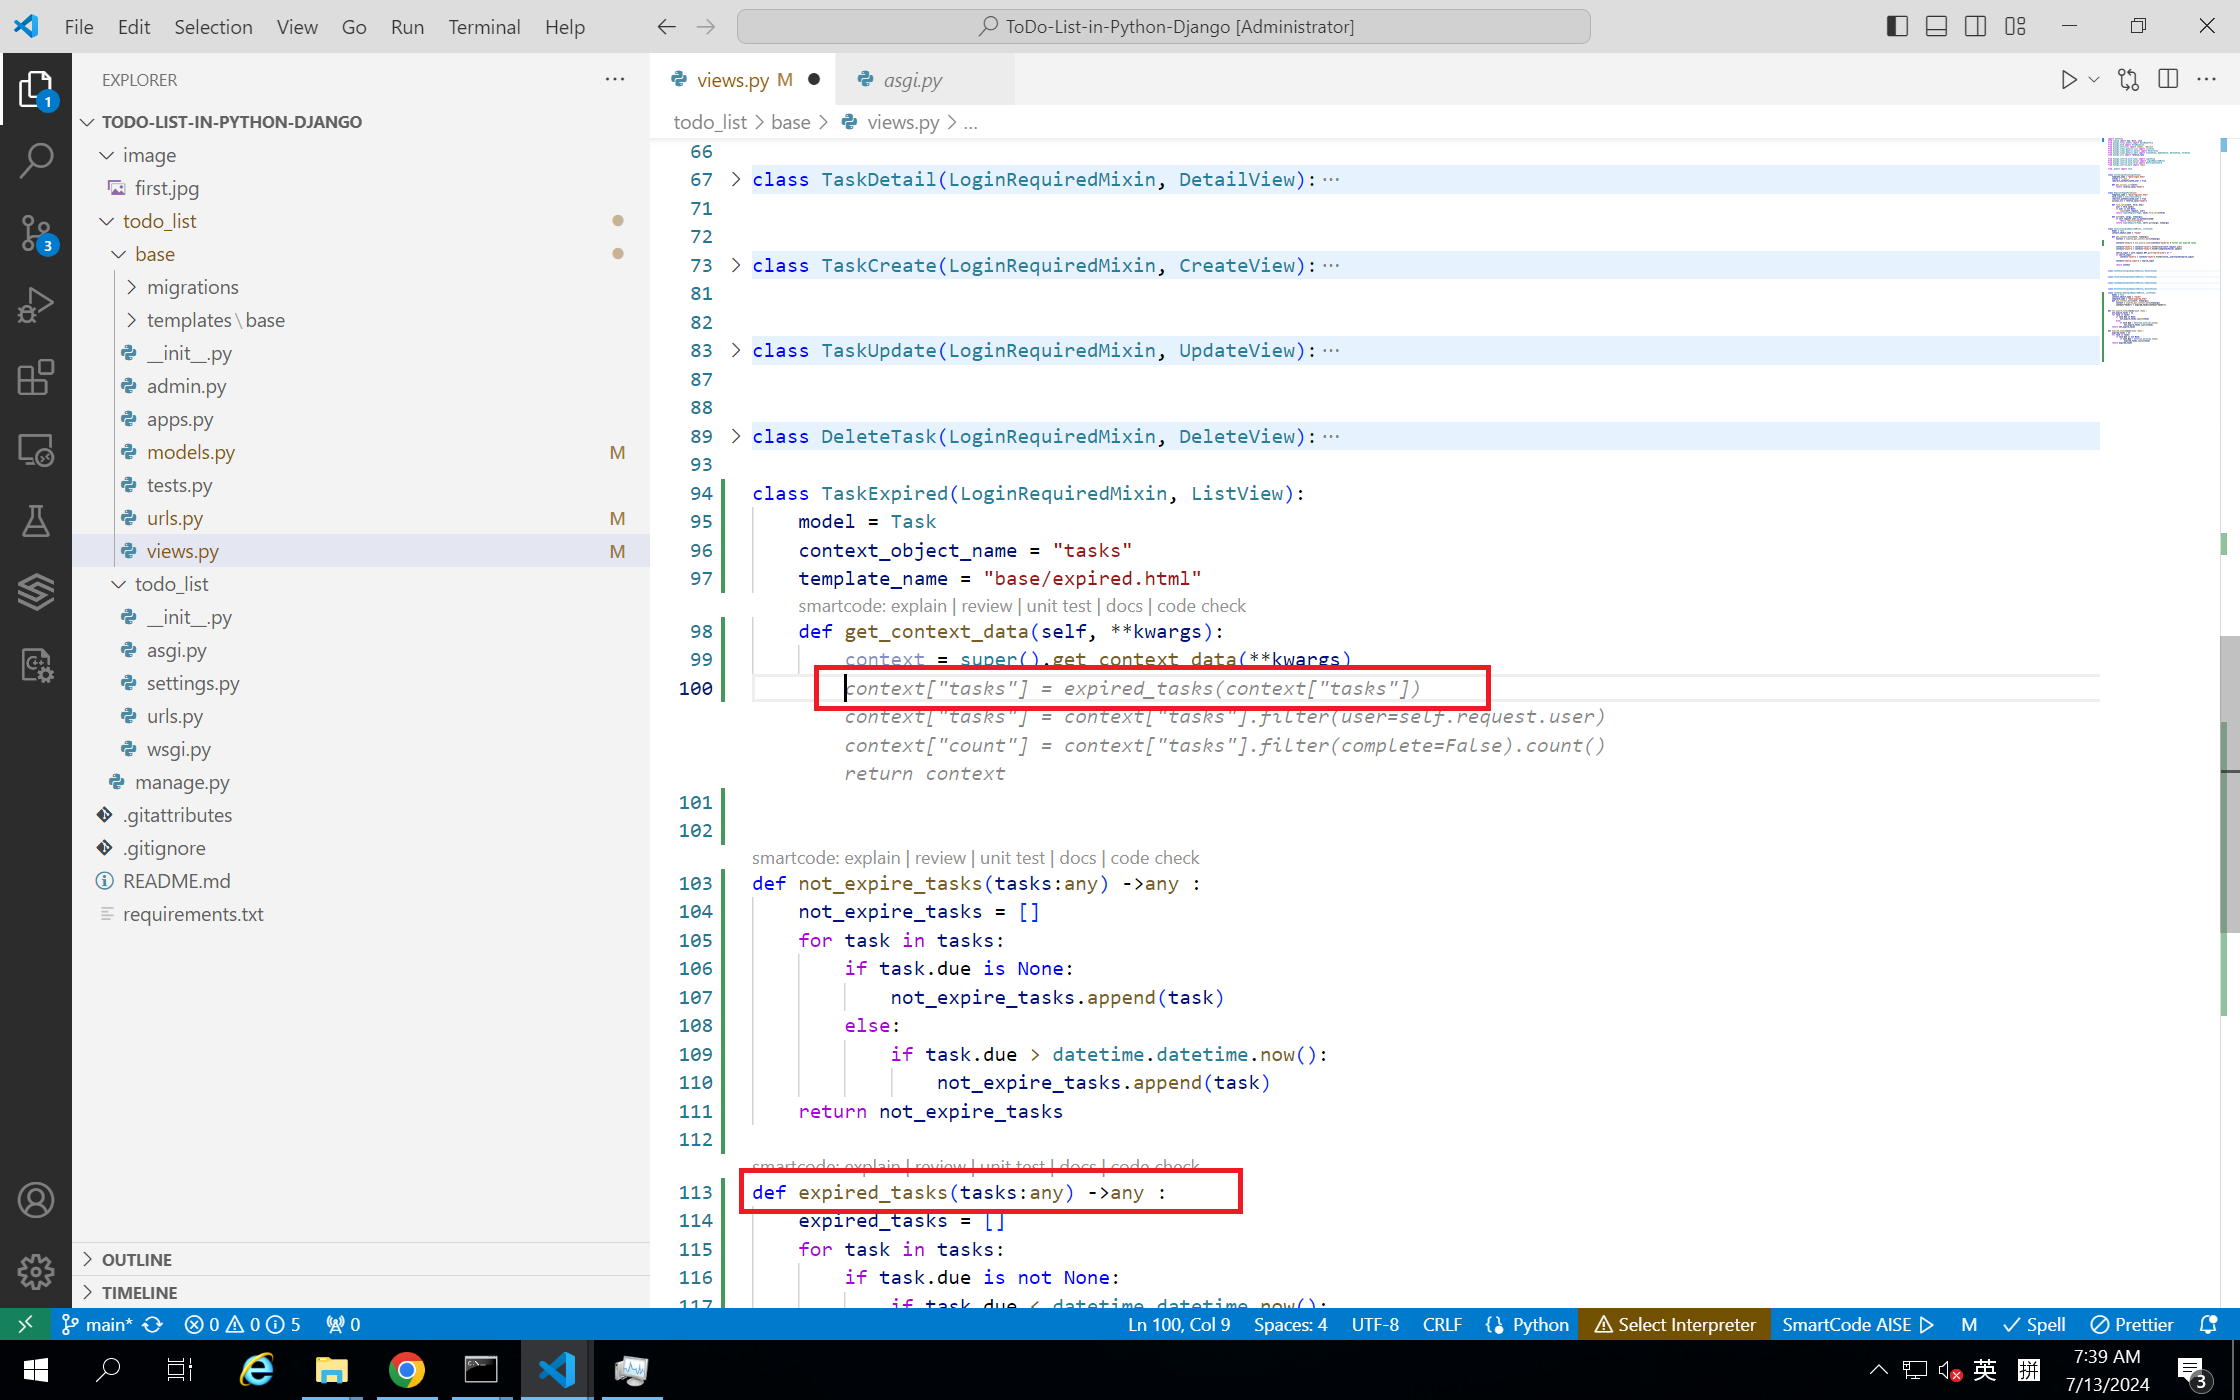 File Edit Selection View Go Run Terminal Help
ToDo-List-in-Python-Django [Administrator]
EXPLORER
TODO-LIST-IN-PYTHON-DJANGO
image
first.jpg
todo_list
base
migrations
templates\base
__init__.py
admin.py
apps.py
models.py M
tests.py
urls.py M
views.py M
todo_list
__init__.py
asgi.py
settings.py
urls.py
wsgi.py
manage.py
.gitattributes
.gitignore
README.md
requirements.txt
OUTLINE
TIMELINE
1
3
views.py M
asgi.py
todo_list > base > views.py > ...
66
67 class TaskDetail(LoginRequiredMixin, DetailView):···
71
72
73 class TaskCreate(LoginRequiredMixin, CreateView):···
81
82
83 class TaskUpdate(LoginRequiredMixin, UpdateView):···
87
88
89 class DeleteTask(LoginRequiredMixin, DeleteView):···
93
94 class TaskExpired(LoginRequiredMixin, ListView):
95 model = Task
96 context_object_name = "tasks"
97 template_name = "base/expired.html"
smartcode: explain | review | unit test | docs | code check
98 def get_context_data(self, **kwargs):
99 context = super().get_context_data(**kwargs)
100 context["tasks"] = expired_tasks(context["tasks"])
context["tasks"] = context["tasks"].filter(user=self.request.user)
context["count"] = context["tasks"].filter(complete=False).count()
return context
101
102
smartcode: explain | review | unit test | docs | code check
103 def not_expire_tasks(tasks:any) ->any :
104 not_expire_tasks = []
105 for task in tasks:
106 if task.due is None:
107 not_expire_tasks.append(task)
108 else:
109 if task.due > datetime.datetime.now():
110 not_expire_tasks.append(task)
111 return not_expire_tasks
112
smartcode: explain | review | unit test | docs | code check
113 def expired_tasks(tasks:any) ->any :
114 expired_tasks = []
115 for task in tasks:
116 if task.due is not None:
117 if task.due < datetime.datetime.now():
main* 0 0 5 0 Ln 100, Col 9 Spaces: 4 UTF-8 CRLF Python Select Interpreter SmartCode AISE M Spell Prettier
英 拼 7:39 AM
7/13/2024 3